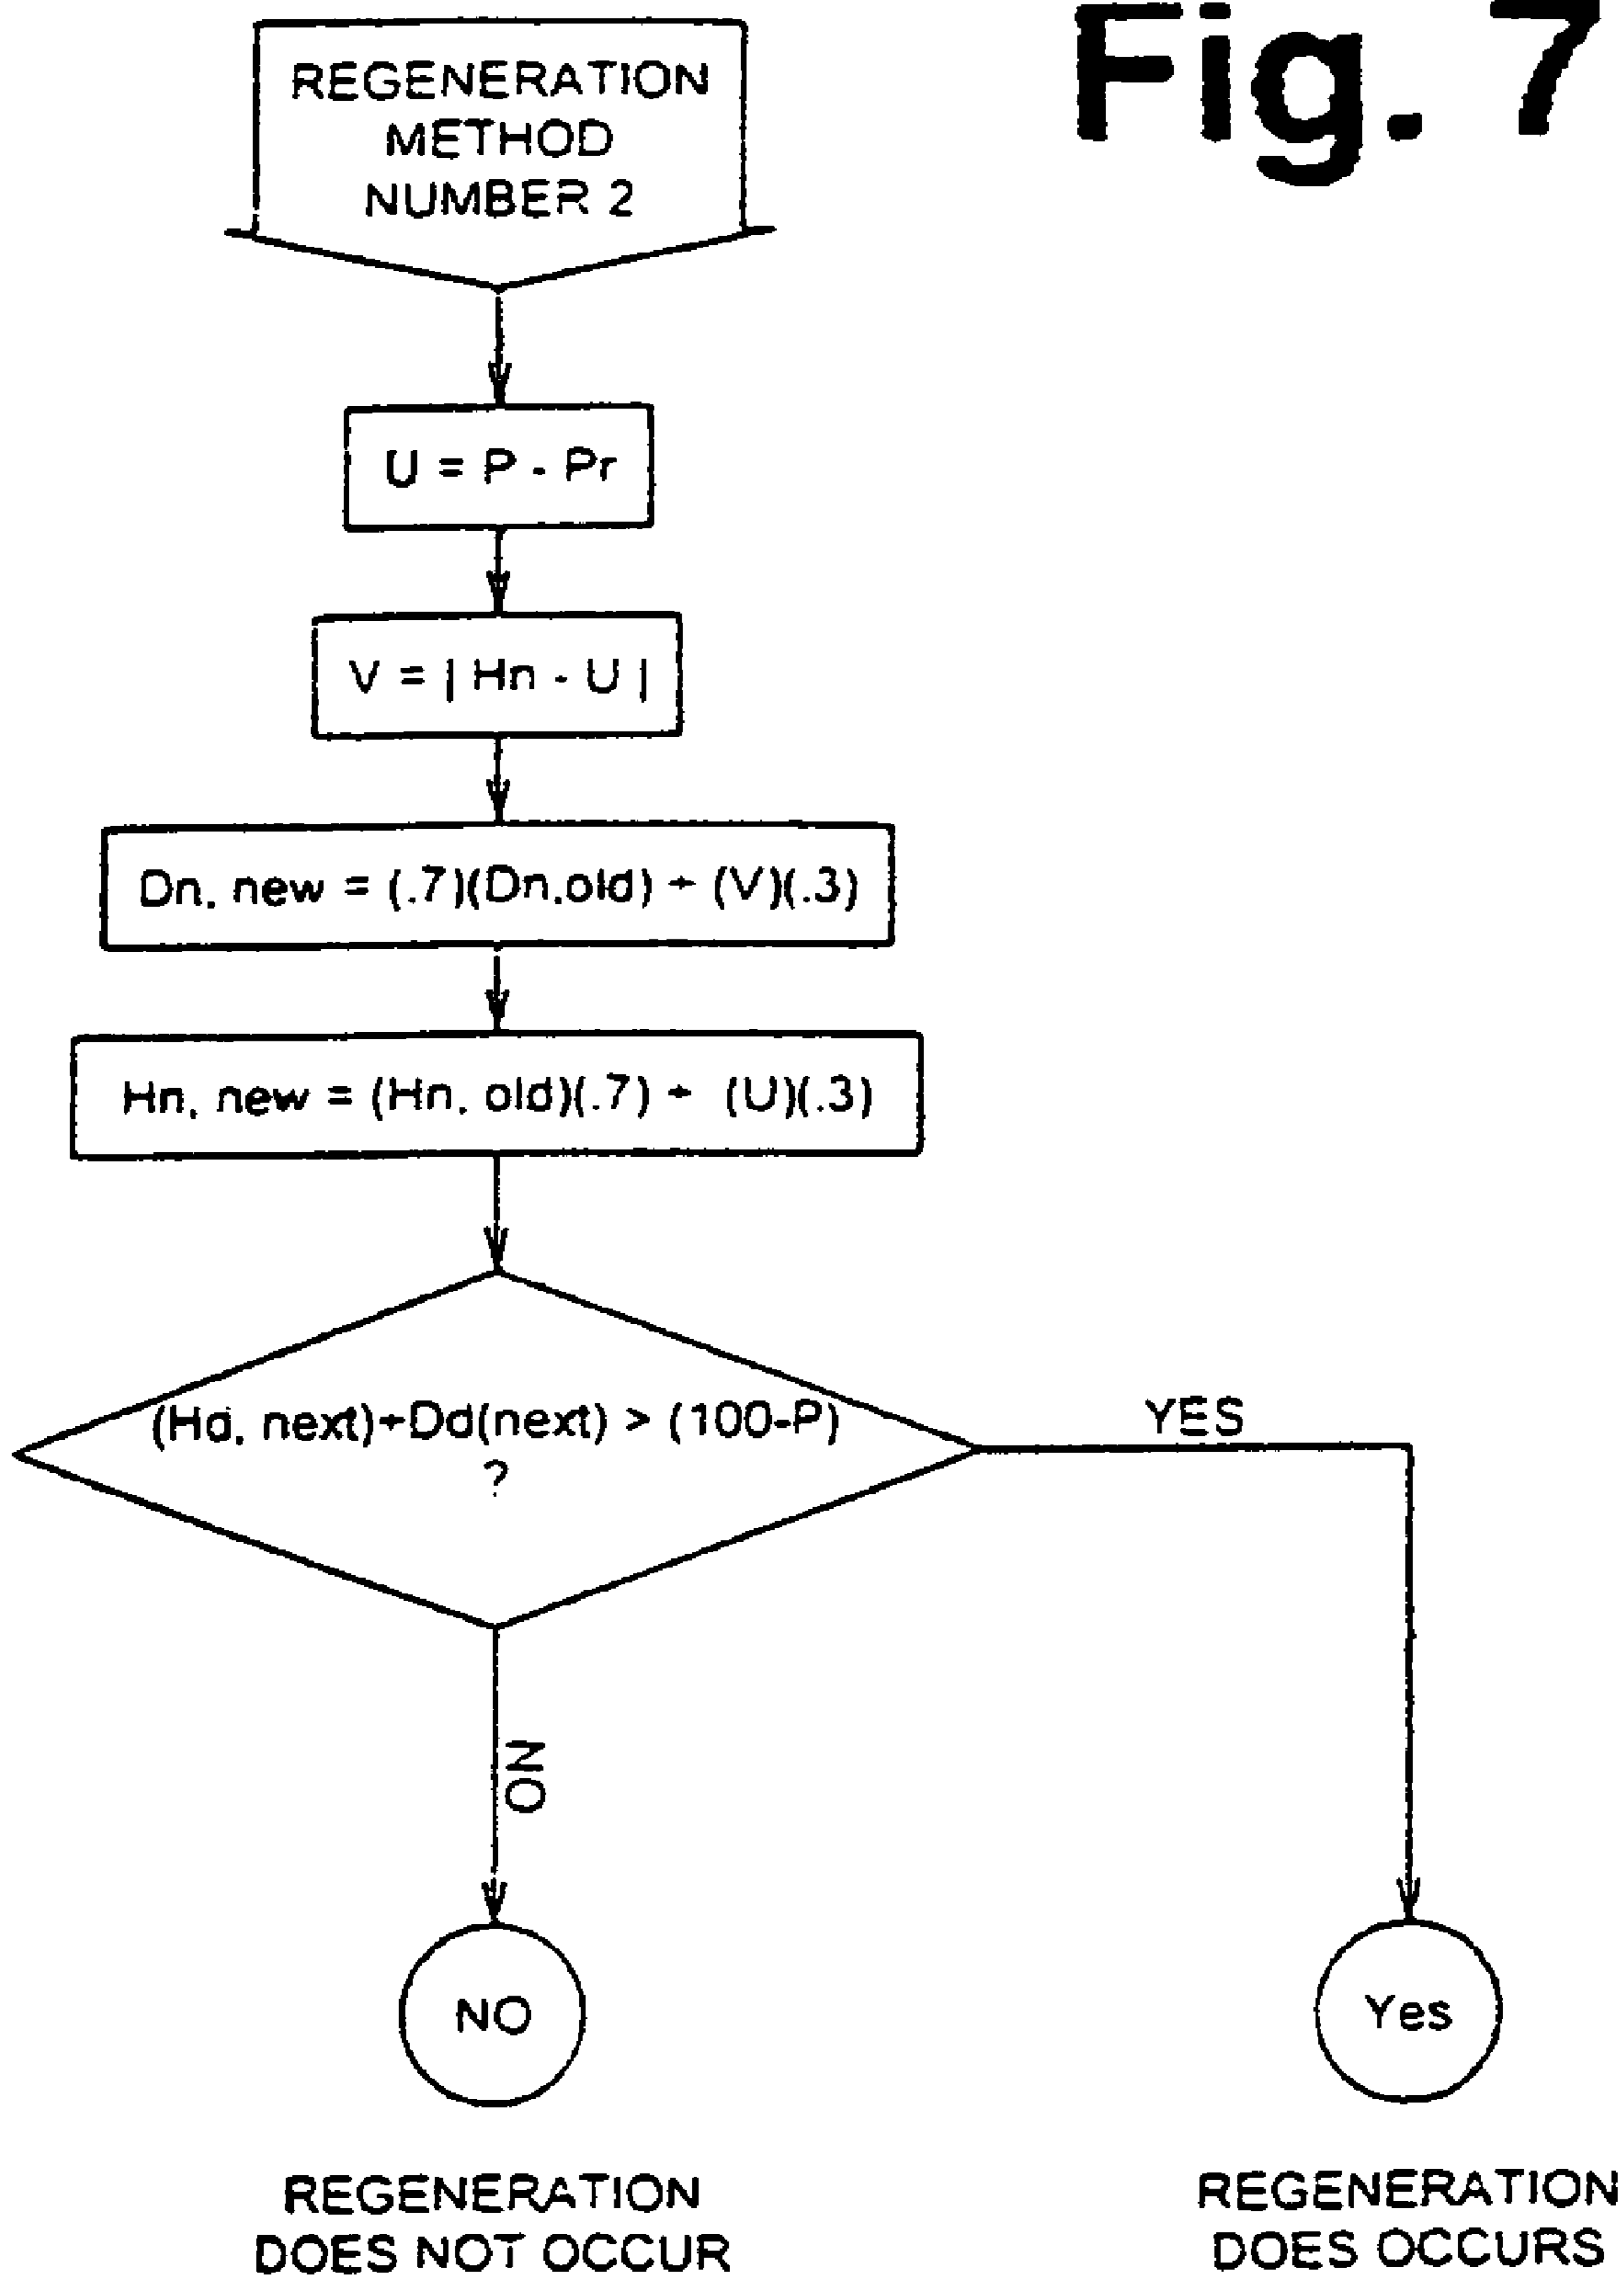 Fig. 7
REGENERATION
METHOD
NUMBER 2
U = P - Pr
V = | Hn - U |
Dn, new = (.7)(Dn,old) + (V)(.3)
Hn, new = (Hn, old)(.7) + (U)(.3)
(Hd, next)+Dd(next) > (100-P)
?
YES
NO
NO
Yes
REGENERATION
DOES NOT OCCUR
REGENERATION
DOES OCCURS